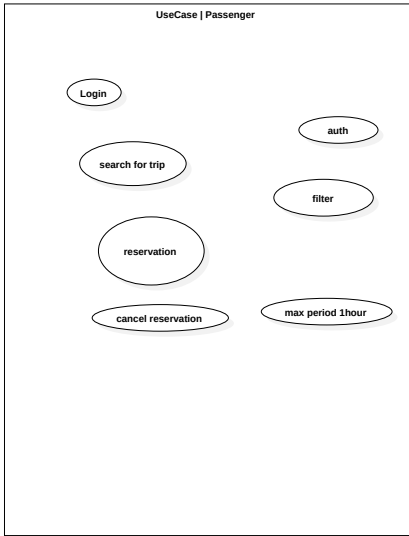 UseCase | Passenger
Login
auth
search for trip
filter
reservation
cancel reservation
max period 1hour